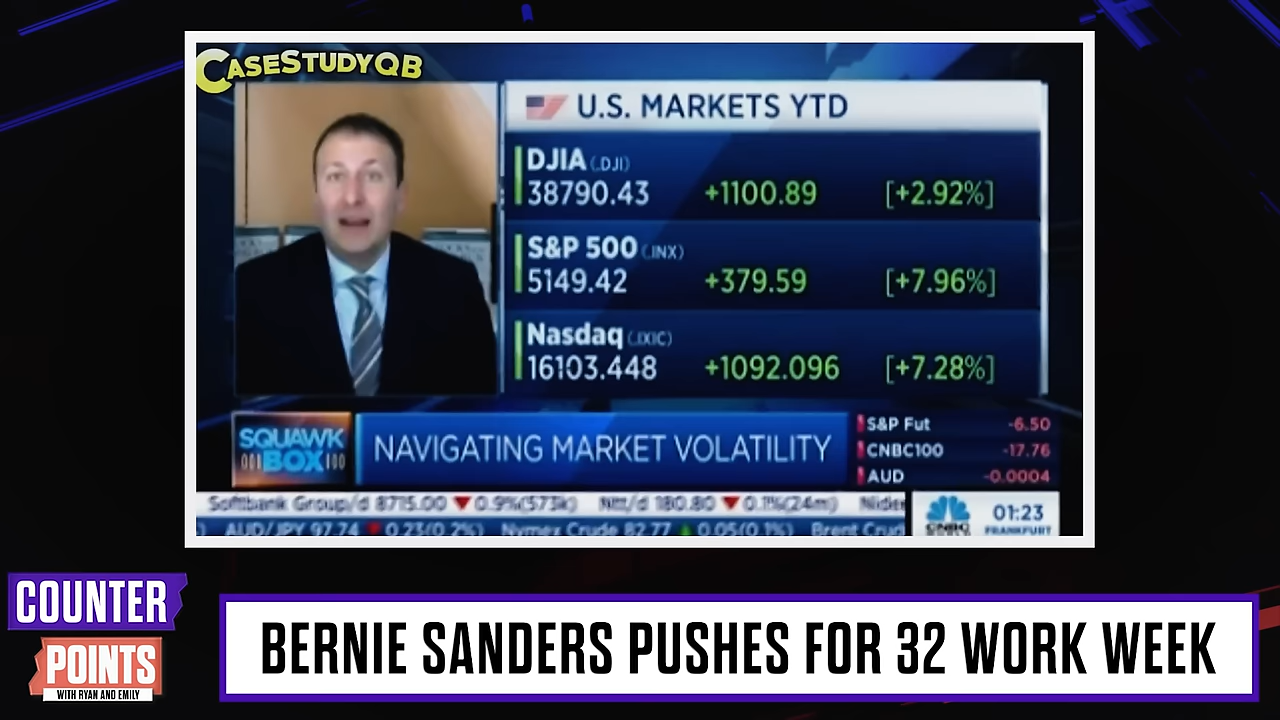 CASESTUDYQB
U.S. MARKETS YTD
DJIA (.DJI)
38790.43 +1100.89 [+2.92%]
S&P 500 (.INX)
5149.42 +379.59 [+7.96%]
Nasdaq (.IXIC)
16103.448 +1092.096 [+7.28%]
SQUAWK
BOX
NAVIGATING MARKET VOLATILITY
S&P Fut -6.50
CNBC100 -17.76
AUD -0.0004
Softbank Group/d 8715.00 ▼ 0.9%(573k) Ntt/d 180.80 ▼ 0.1%(24m)
AUD/JPY 97.74 ▼ 0.23(0.2%) Nymex Crude 82.77 ▲ 0.05(0.1%) Brent Crud
CNBC
01:23
FRANKFURT
COUNTER
POINTS
WITH RYAN AND EMILY
BERNIE SANDERS PUSHES FOR 32 WORK WEEK